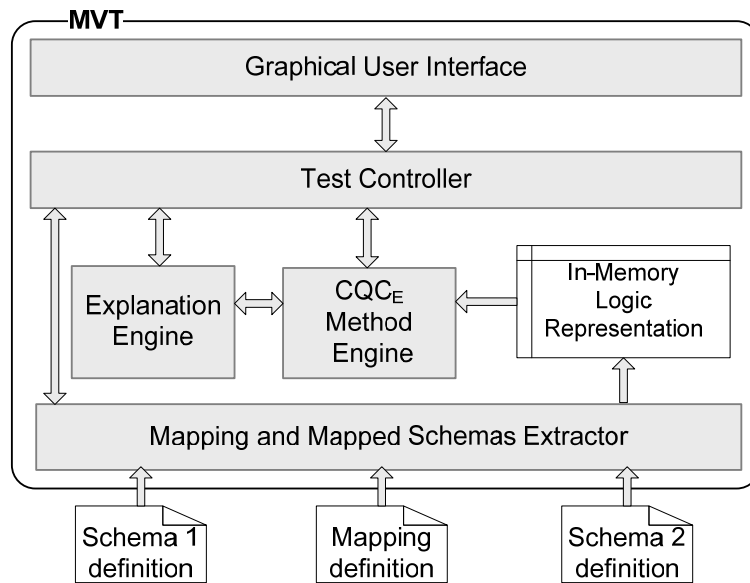 MVT
Graphical User Interface
Test Controller
Explanation
Engine
CQCE
Method
Engine
In-Memory
Logic
Representation
Mapping and Mapped Schemas Extractor
Schema 1
definition
Mapping
definition
Schema 2
definition